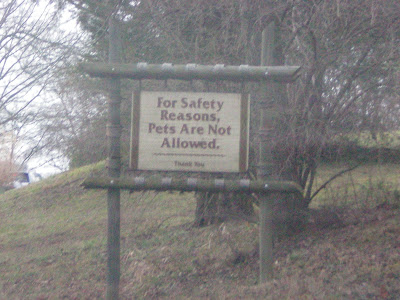 For Safety
Reasons,
Pets Are Not
Allowed.
Thank You